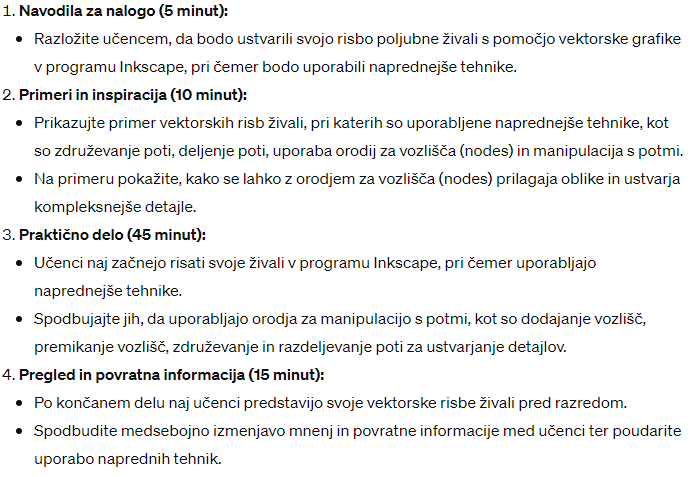 1. Navodila za nalogo (5 minut):
• Razložite učencem, da bodo ustvarili svojo risbo poljubne živali s pomočjo vektorske grafike
v programu Inkscape, pri čemer bodo uporabili naprednejše tehnike.
2. Primeri in inspiracija (10 minut):
• Prikazujte primer vektorskih risb živali, pri katerih so uporabljene naprednejše tehnike, kot
so združevanje poti, deljenje poti, uporaba orodij za vozlišča (nodes) in manipulacija s potmi.
• Na primeru pokažite, kako se lahko z orodjem za vozlišča (nodes) prilagaja oblike in ustvarja
kompleksnejše detajle.
3. Praktično delo (45 minut):
• Učenci naj začnejo risati svoje živali v programu Inkscape, pri čemer uporabljajo
naprednejše tehnike.
• Spodbujajte jih, da uporabljajo orodja za manipulacijo s potmi, kot so dodajanje vozlišč,
premikanje vozlišč, združevanje in razdeljevanje poti za ustvarjanje detajlov.
4. Pregled in povratna informacija (15 minut):
• Po končanem delu naj učenci predstavijo svoje vektorske risbe živali pred razredom.
• Spodbudite medsebojno izmenjavo mnenj in povratne informacije med učenci ter poudarite
uporabo naprednih tehnik.